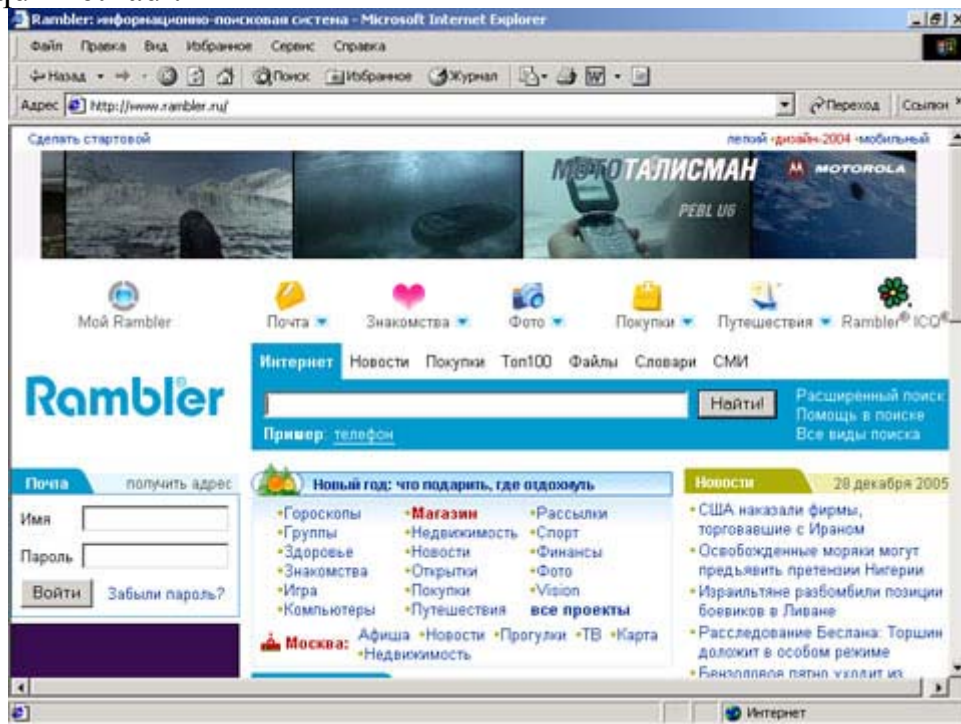 Rambler: информационно-поисковая система - Microsoft Internet Explorer
Файл Правка Вид Избранное Сервис Справка
Назад Поиск Избранное Журнал
Адрес http://www.rambler.ru/ Переход Ссылки
Сделать стартовой легкий дизайн-2004 мобильный
МОТОТАЛИСМАН MOTOROLA
PEBL U6
Мой Rambler Почта Знакомства Фото Покупки Путешествия Rambler® ICQ®
Интернет Новости Покупки Топ100 Файлы Словари СМИ
Rambler
Найти!
Расширенный поиск
Помощь в поиске
Все виды поиска
Пример: телефон
Почта получить адрес
Имя
Пароль
Войти Забыли пароль?
Новый год: что подарить, где отдохнуть
•Гороскопы •Магазин •Рассылки
•Группы •Недвижимость •Спорт
•Здоровье •Новости •Финансы
•Знакомства •Открытки •Фото
•Игра •Покупки •Vision
•Компьютеры •Путешествия все проекты
Москва: Афиша •Новости •Прогулки •ТВ •Карта
•Недвижимость
Новости 28 декабря 2005
•США наказали фирмы,
торговавшие с Ираном
•Освобожденные моряки могут
предъявить претензии Нигерии
•Израильтяне разбомбили позиции
боевиков в Ливане
•Расследование Беслана: Торшин
доложит в особом режиме
•Бензоловое пятно уходит из
Интернет